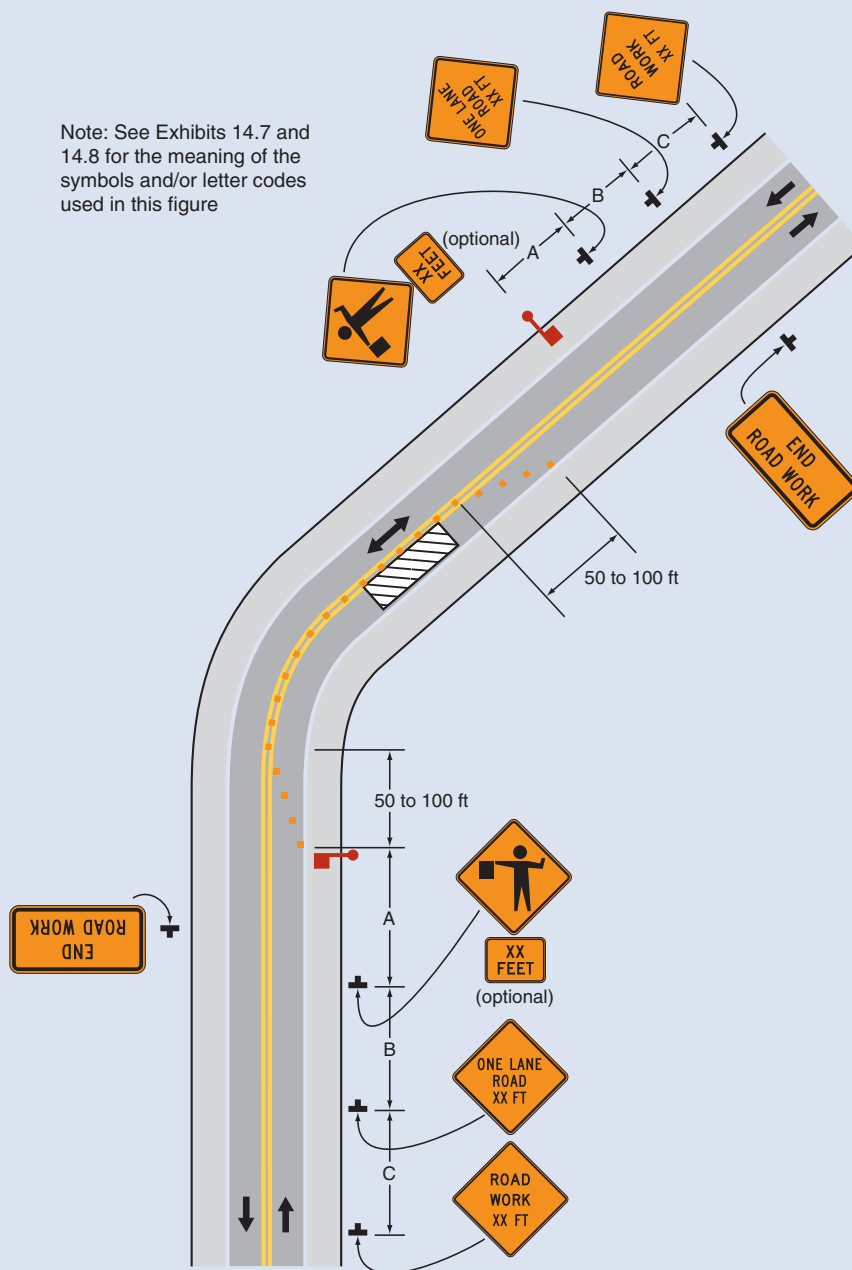 ROAD
WORK
XX FT
ONE LANE
ROAD
XX FT
Note: See Exhibits 14.7 and
14.8 for the meaning of the
symbols and/or letter codes
used in this figure
C
B
(optional)
XX
FEET
A
END
ROAD WORK
50 to 100 ft
50 to 100 ft
A
END
ROAD WORK
XX
FEET
(optional)
B
ONE LANE
ROAD
XX FT
C
ROAD
WORK
XX FT